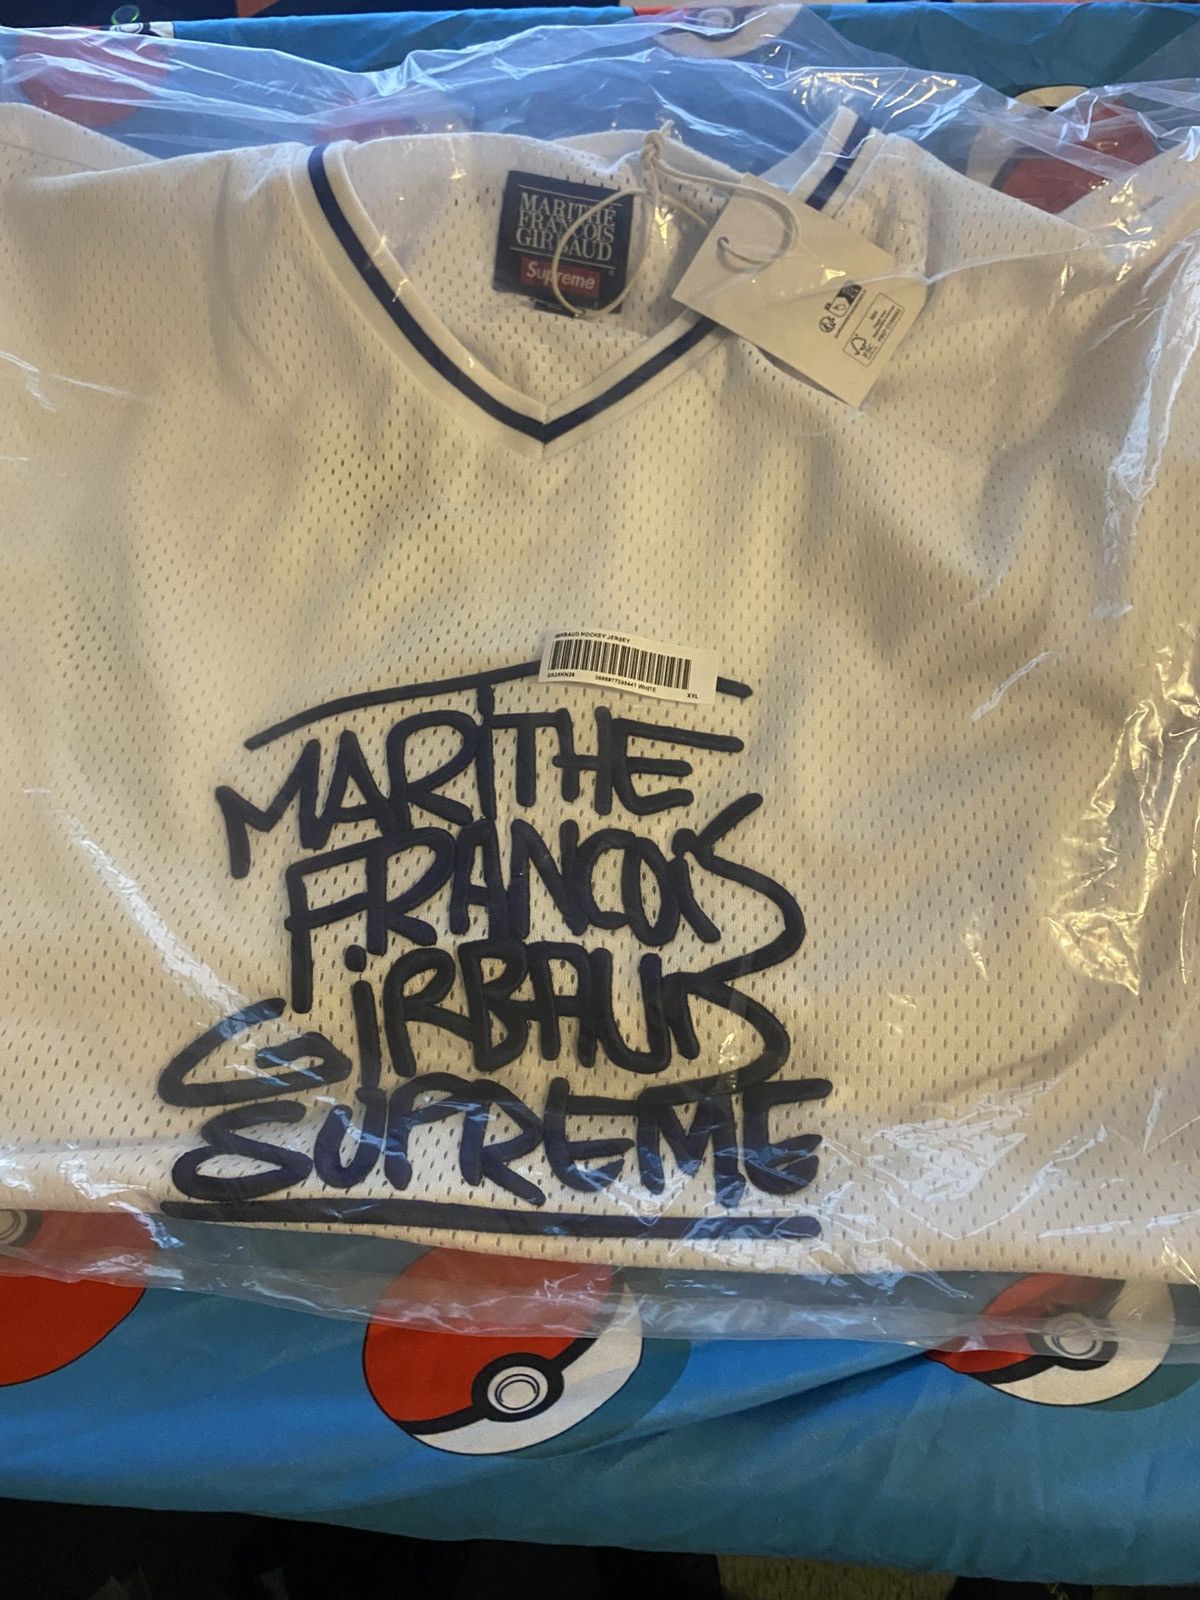 MARITHE
FRANCOIS
GIRBAUD
Supreme
GIRBAUD HOCKEY JERSEY
WHITE
XXL
MARITHE
FRANCOIS
GIRBAUD
SUPREME